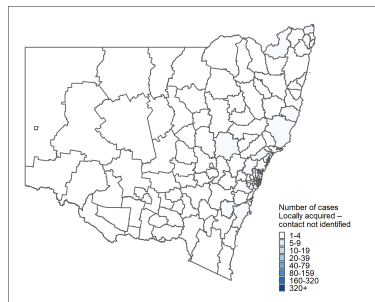 Number of cases
Locally acquired –
contact not identified
1-4
5-9
10-19
20-39
40-79
80-159
160-320
320+